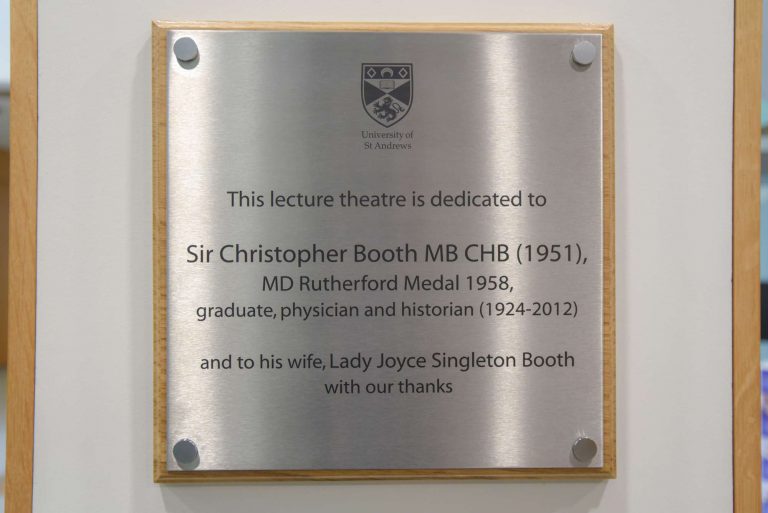 University of
St Andrews
This lecture theatre is dedicated to
Sir Christopher Booth MB CHB (1951),
MD Rutherford Medal 1958,
graduate, physician and historian (1924-2012)
and to his wife, Lady Joyce Singleton Booth
with our thanks